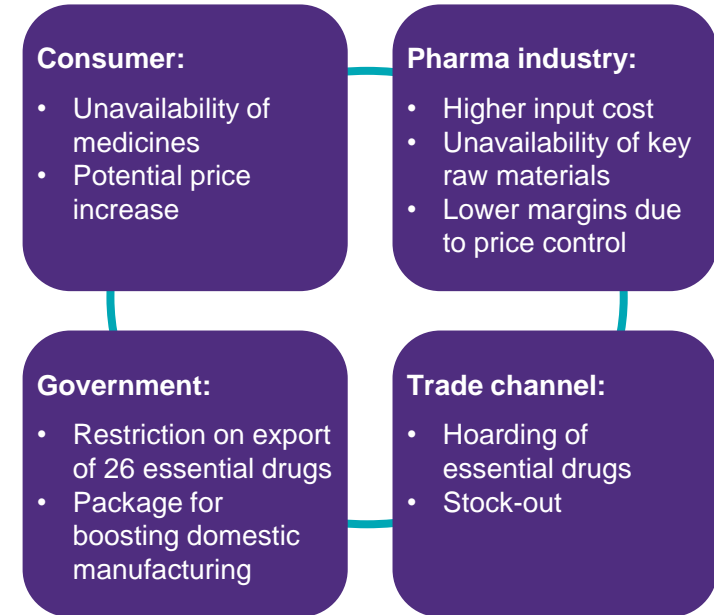 Consumer:
• Unavailability of
medicines
• Potential price
increase
Pharma industry:
• Higher input cost
• Unavailability of key
raw materials
• Lower margins due
to price control
Government:
• Restriction on export
of 26 essential drugs
• Package for
boosting domestic
manufacturing
Trade channel:
• Hoarding of
essential drugs
• Stock-out